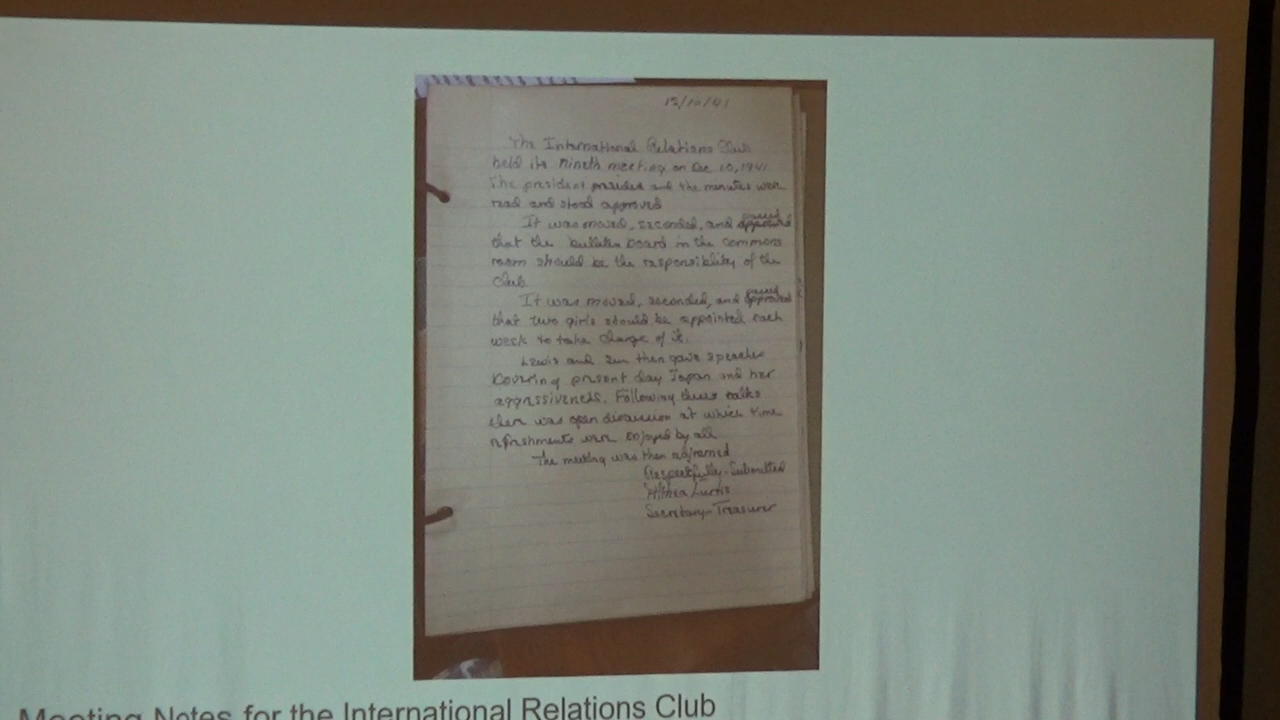 12/10/41
The International Relations Club
held its ninth meeting on Dec 10, 1941.
The president presided and the minutes were
read and stood approved
passed
It was moved, seconded, and approved
that the bulletin board in the commons
room should be the responsibility of the
Club.
passed
It was moved, seconded, and approved
that two girls should be appointed each
week to take charge of it.
Lewis and then gave speeches
covering present day Japan and her
aggressiveness. Following these talks
there was open discussion at which time
refreshments were enjoyed by all
The meeting was then adjourned
Respectfully Submitted
Althea Curtis
Secretary-Treasurer
Meeting Notes for the International Relations Club